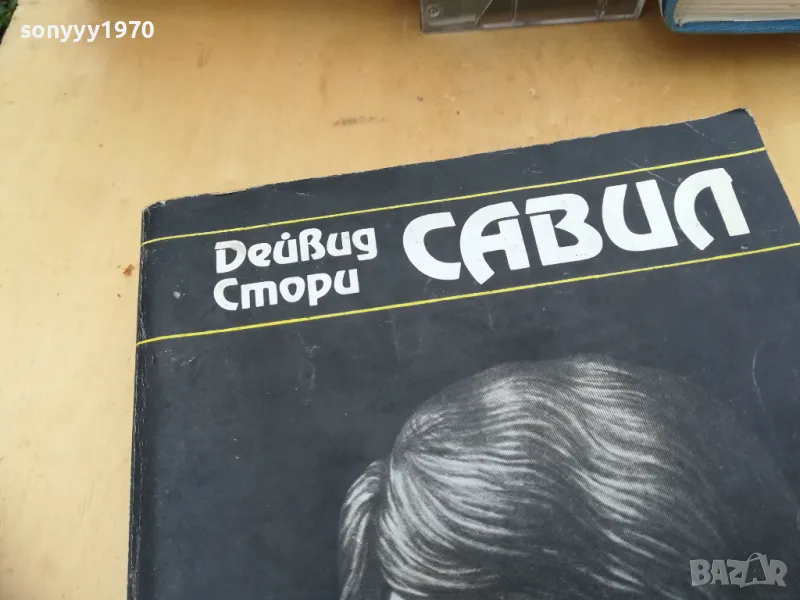 sonyyy1970
Дейвид
Стори
САВИЛ
BAZAR